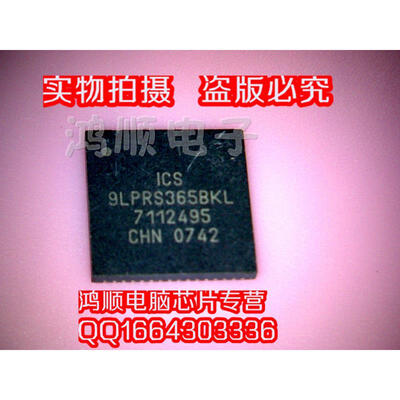 实物拍摄 盗版必究
鸿顺电子
ICS
9LPRS365BKL
7112495
CHN 0742
鸿顺电脑芯片专营
QQ1664303336